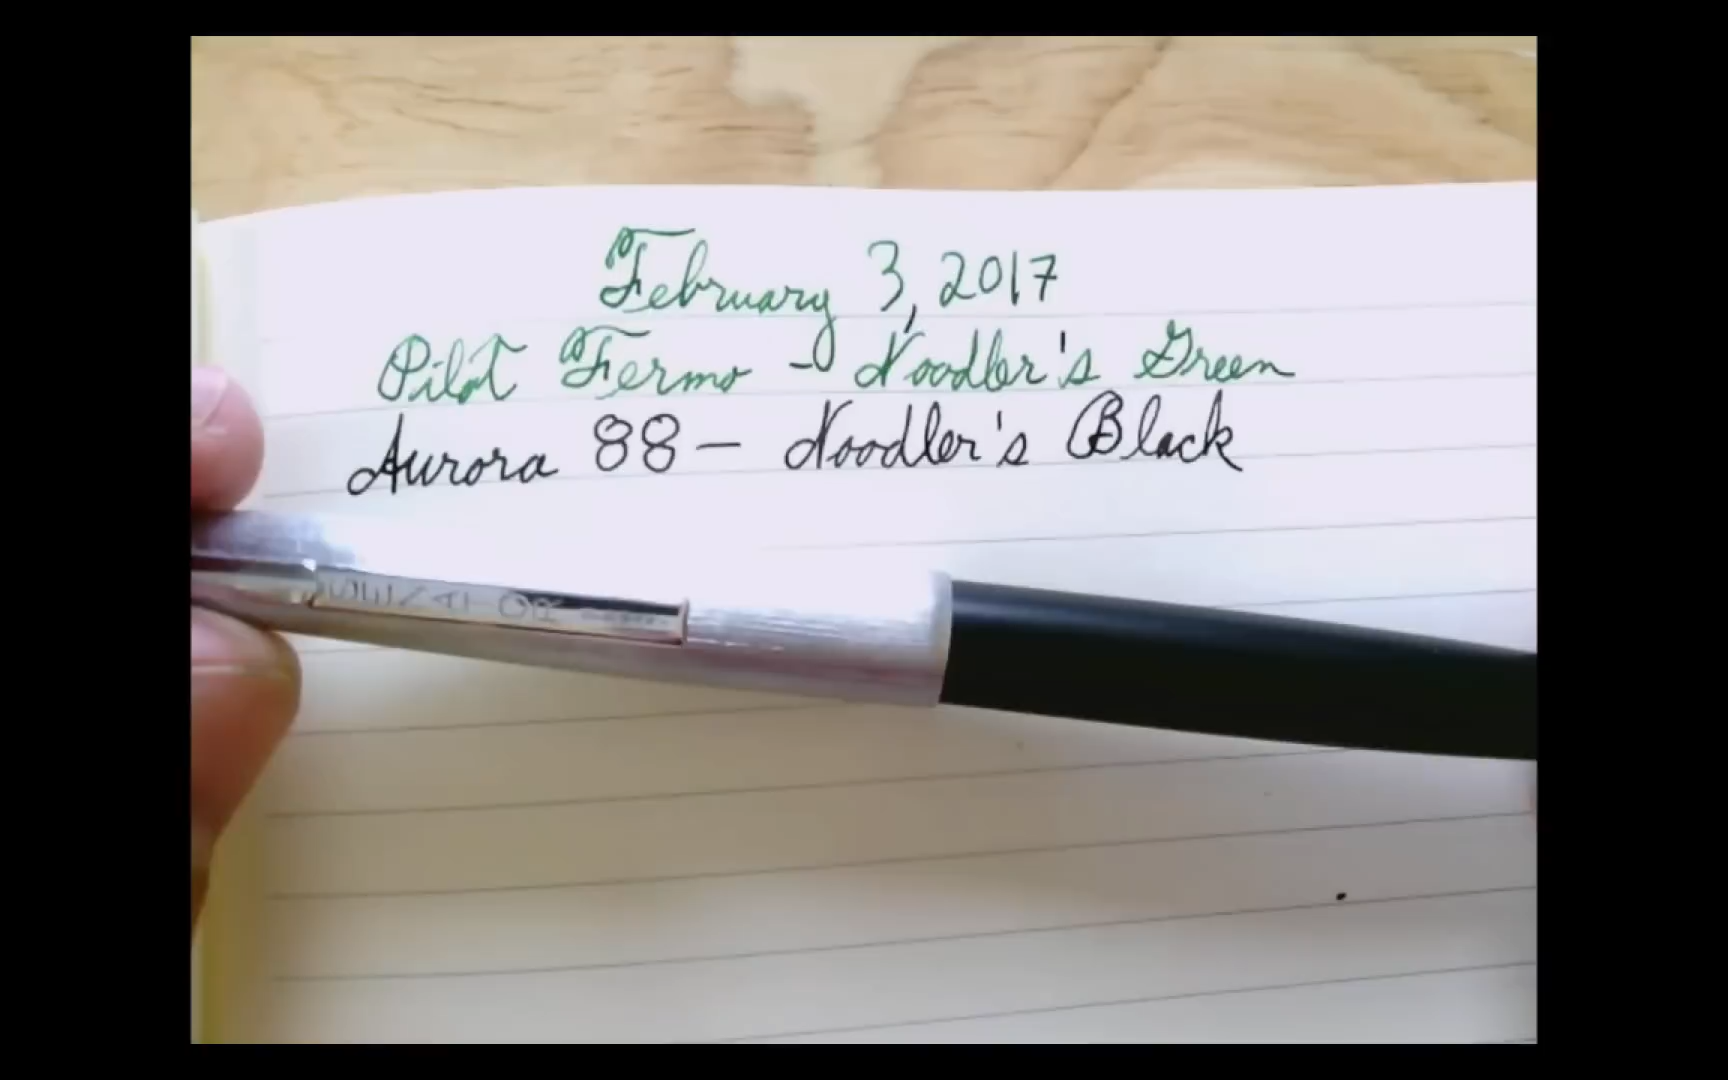 February 3, 2017
Pilot Fermo - Noodler's Green
Aurora 88 - Noodler's Black